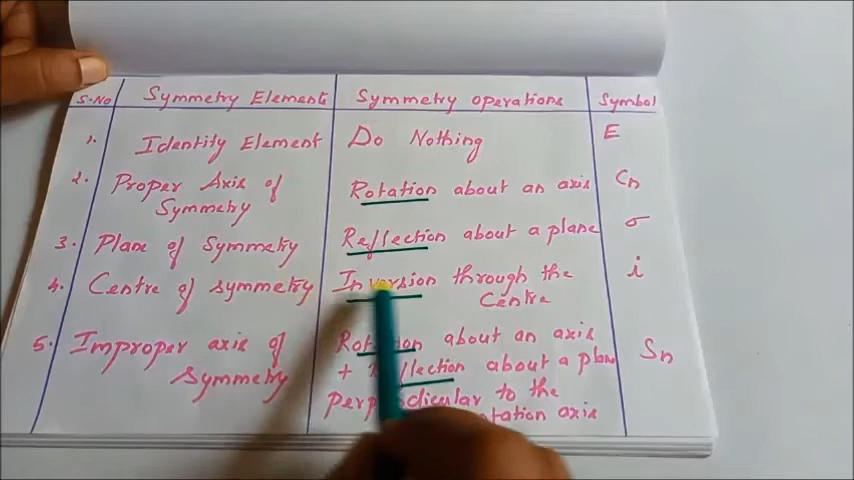 S.No Symmetry Element Symmetry operations Symbol
1. Identity Element Do Nothing E
2. Proper Axis of Rotation about an axis Cn
Symmetry
3. Plane of Symmetry Reflection about a plane σ
4. Centre of symmetry Inversion through the i
Centre
5. Improper axis of Rotation about an axis Sn
Symmetry + Reflection about a plane
perpendicular to the
rotation axis